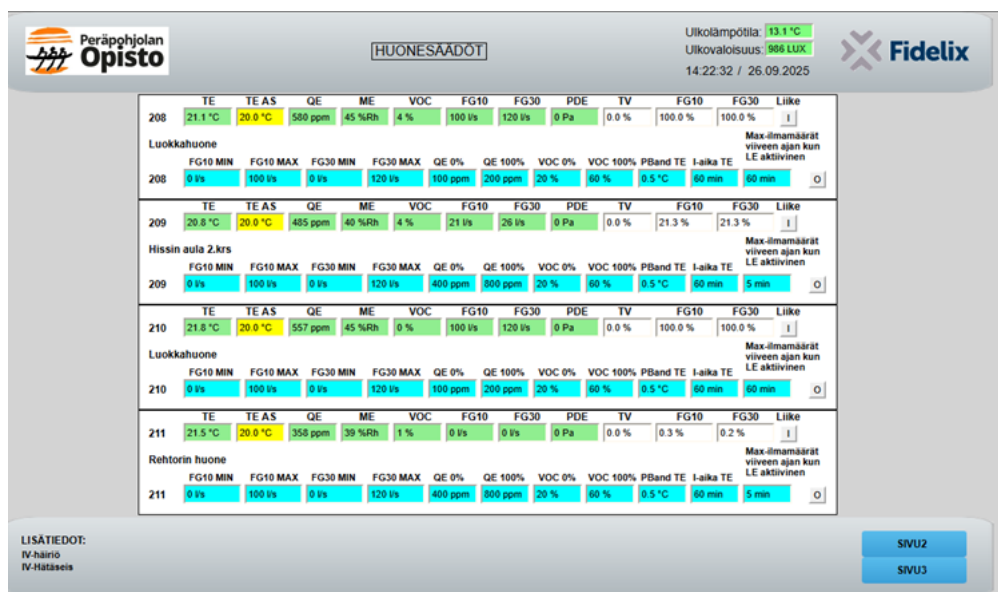 Peräpohjolan
Opisto
HUONESÄÄDÖT
Ulkolämpötila: 13.1 °C
Ulkovaloisuus: 986 LUX
14:22:32 / 26.09.2025
Fidelix
TE TE AS QE ME VOC FG10 FG30 PDE TV FG10 FG30 Liike
208 21.1 °C 20.0 °C 580 ppm 45 %Rh 4 % 100 l/s 120 l/s 0 Pa 0.0 % 100.0 % 100.0 % I
Luokkahuone
Max-ilmamäärät
viiveen ajan kun
LE aktiivinen
FG10 MIN FG10 MAX FG30 MIN FG30 MAX QE 0% QE 100% VOC 0% VOC 100% PBand TE I-aika TE
208 0 l/s 100 l/s 0 l/s 120 l/s 100 ppm 200 ppm 20 % 60 % 0.5 °C 60 min 60 min O
TE TE AS QE ME VOC FG10 FG30 PDE TV FG10 FG30 Liike
209 20.8 °C 20.0 °C 485 ppm 40 %Rh 4 % 21 l/s 26 l/s 0 Pa 0.0 % 21.3 % 21.3 % I
Hissin aula 2.krs
Max-ilmamäärät
viiveen ajan kun
LE aktiivinen
FG10 MIN FG10 MAX FG30 MIN FG30 MAX QE 0% QE 100% VOC 0% VOC 100% PBand TE I-aika TE
209 0 l/s 100 l/s 0 l/s 120 l/s 400 ppm 800 ppm 20 % 60 % 0.5 °C 60 min 5 min O
TE TE AS QE ME VOC FG10 FG30 PDE TV FG10 FG30 Liike
210 21.8 °C 20.0 °C 557 ppm 45 %Rh 0 % 100 l/s 120 l/s 0 Pa 0.0 % 100.0 % 100.0 % I
Luokkahuone
Max-ilmamäärät
viiveen ajan kun
LE aktiivinen
FG10 MIN FG10 MAX FG30 MIN FG30 MAX QE 0% QE 100% VOC 0% VOC 100% PBand TE I-aika TE
210 0 l/s 100 l/s 0 l/s 120 l/s 100 ppm 200 ppm 20 % 60 % 0.5 °C 60 min 60 min O
TE TE AS QE ME VOC FG10 FG30 PDE TV FG10 FG30 Liike
211 21.5 °C 20.0 °C 358 ppm 39 %Rh 1 % 0 l/s 0 l/s 0 Pa 0.0 % 0.3 % 0.2 % I
Rehtorin huone
Max-ilmamäärät
viiveen ajan kun
LE aktiivinen
FG10 MIN FG10 MAX FG30 MIN FG30 MAX QE 0% QE 100% VOC 0% VOC 100% PBand TE I-aika TE
211 0 l/s 100 l/s 0 l/s 120 l/s 400 ppm 800 ppm 20 % 60 % 0.5 °C 60 min 5 min O
LISÄTIEDOT:
IV-häiriö
IV-Hätäseis
SIVU2
SIVU3